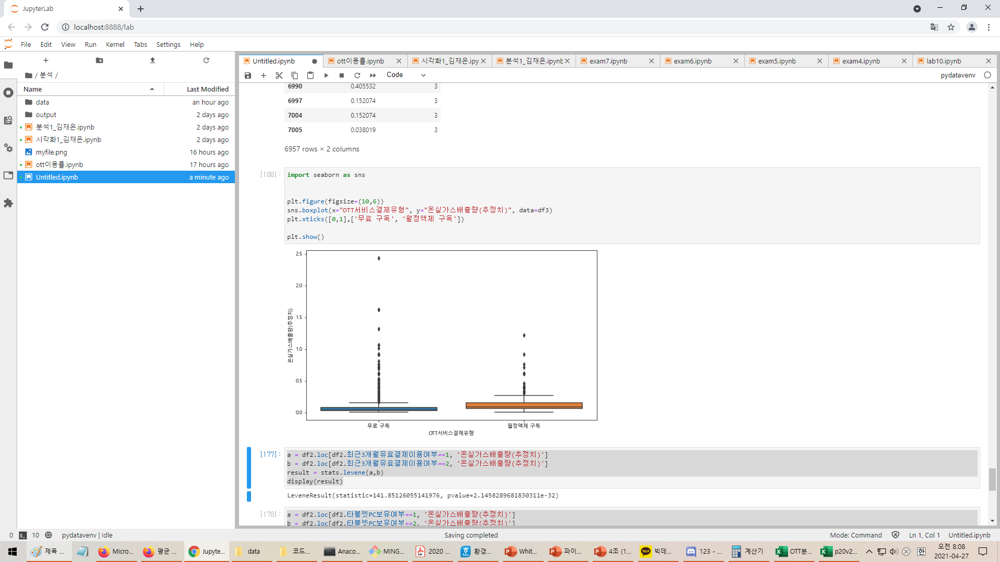 JupyterLab
localhost:8888/lab
File Edit View Run Kernel Tabs Settings Help
/ 분석 /
Name Last Modified
data an hour ago
output 2 days ago
분석1_김재은.ipynb 2 days ago
시각화1_김재은.ipynb 2 days ago
myfile.png 16 hours ago
ott이용률.ipynb 17 hours ago
Untitled.ipynb a minute ago
Untitled.ipynb ott이용률.ipynb 시각화1_김재은.ipy 분석1_김재은.ipynb exam7.ipynb exam6.ipynb exam5.ipynb exam4.ipynb lab10.ipynb
Code pydatavenv
6990 0.405532 3
6997 0.152074 3
7004 0.152074 3
7005 0.038019 3
6957 rows × 2 columns
[188]: import seaborn as sns
plt.figure(figsize=(10,6))
sns.boxplot(x="OTT서비스결제유형", y="온실가스배출량(추정치)", data=df3)
plt.xticks([0,1],['무료 구독', '월정액제 구독'])
plt.show()
2.5
2.0
1.5
1.0
0.5
0.0
온실가스배출량(추정치)
무료 구독 월정액제 구독
OTT서비스결제유형
[177]: a = df2.loc[df2.최근3개월유료결제이용여부==1, '온실가스배출량(추정치)']
b = df2.loc[df2.최근3개월유료결제이용여부==2, '온실가스배출량(추정치)']
result = stats.levene(a,b)
display(result)
LeveneResult(statistic=141.85126055141976, pvalue=2.1458289681830311e-32)
[178]: a = df2.loc[df2.타블렛PC보유여부==1, '온실가스배출량(추정치)']
b = df2.loc[df2.타블렛PC보유여부==2, '온실가스배출량(추정치)']
0 10 pydatavenv | Idle Saving completed Mode: Command Ln 1, Col 1 Untitled.ipynb
제목 ... Micro... 평균 ... Jupyte... data 코드... Anaco... MING... 2020 ... 환경... Whit... 파이... 4조 (1... 빅데... 123 - ... 계산기 OTT분... p20v2... 한 오전 8:08
2021-04-27